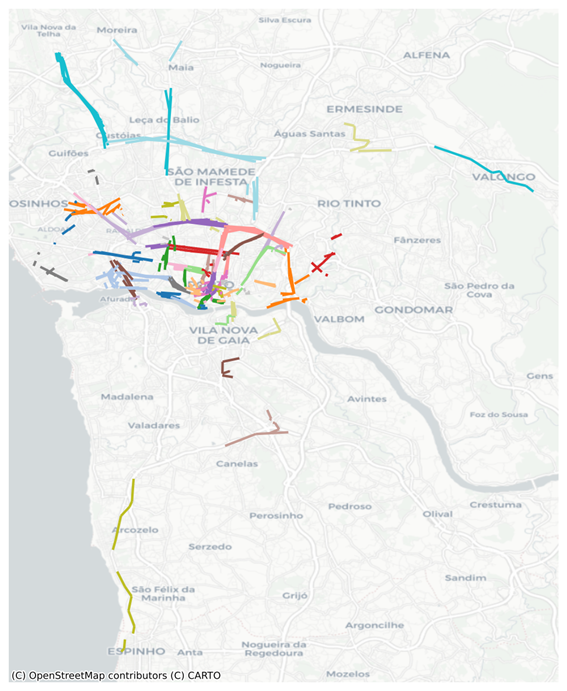 Silva Escura
Vila Nova da
Telha
Moreira
ALFENA
Maia
Nogueira
ERMESINDE
Leça do Balio
Custóias
Águas Santas
Guifões
SÃO MAMEDE
DE INFESTA
VALONGO
OSINHOS
RIO TINTO
ALDOA
Fânzeres
São Pedro da
Cova
Afurada
GONDOMAR
VALBOM
VILA NOVA
DE GAIA
Gens
Madalena
Avintes
Foz do Sousa
Valadares
Canelas
Crestuma
Pedroso
Olival
Perosinho
Arcozelo
Serzedo
Sandim
São Félix da
Marinha
Grijó
Argoncilhe
ESPINHO
Anta
Nogueira da
Regedoura
Mozelos
(C) OpenStreetMap contributors (C) CARTO